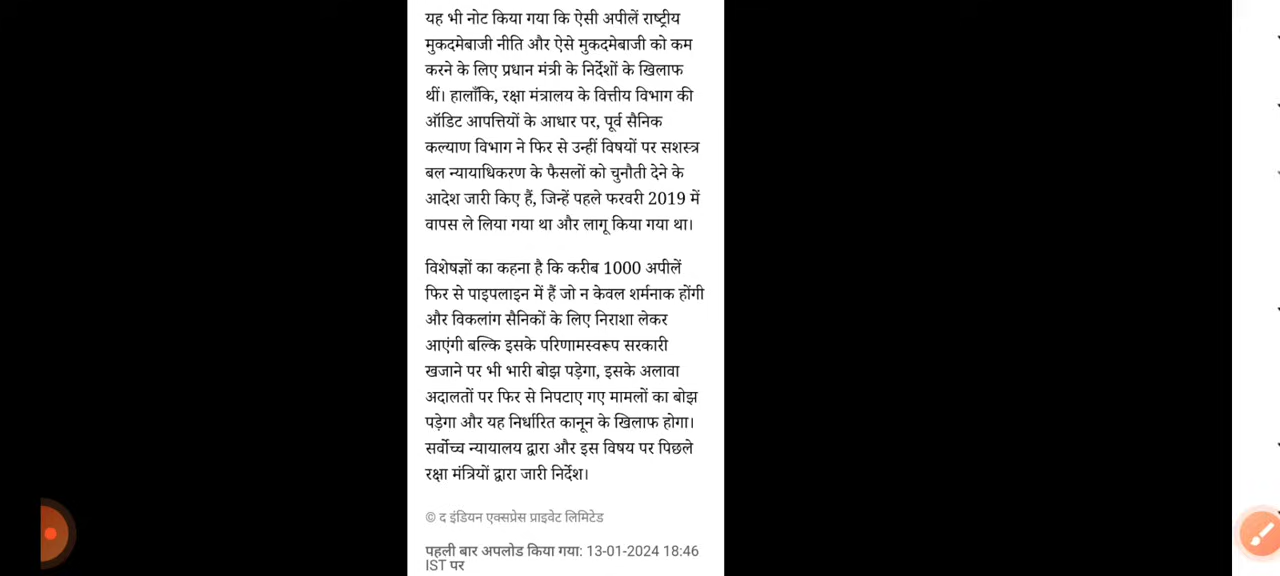 यह भी नोट किया गया कि ऐसी अपीलें राष्ट्रीय
मुकदमेबाजी नीति और ऐसे मुकदमेबाजी को कम
करने के लिए प्रधान मंत्री के निर्देशों के खिलाफ
थीं। हालाँकि, रक्षा मंत्रालय के वित्तीय विभाग की
ऑडिट आपत्तियों के आधार पर, पूर्व सैनिक
कल्याण विभाग ने फिर से उन्हीं विषयों पर सशस्त्र
बल न्यायाधिकरण के फैसलों को चुनौती देने के
आदेश जारी किए हैं, जिन्हें पहले फरवरी 2019 में
वापस ले लिया गया था और लागू किया गया था।
विशेषज्ञों का कहना है कि करीब 1000 अपीलें
फिर से पाइपलाइन में हैं जो न केवल शर्मनाक होंगी
और विकलांग सैनिकों के लिए निराशा लेकर
आएंगी बल्कि इसके परिणामस्वरूप सरकारी
खजाने पर भी भारी बोझ पड़ेगा, इसके अलावा
अदालतों पर फिर से निपटाए गए मामलों का बोझ
पड़ेगा और यह निर्धारित कानून के खिलाफ होगा।
सर्वोच्च न्यायालय द्वारा और इस विषय पर पिछले
रक्षा मंत्रियों द्वारा जारी निर्देश।
© द इंडियन एक्सप्रेस प्राइवेट लिमिटेड
पहली बार अपलोड किया गया: 13-01-2024 18:46
IST पर